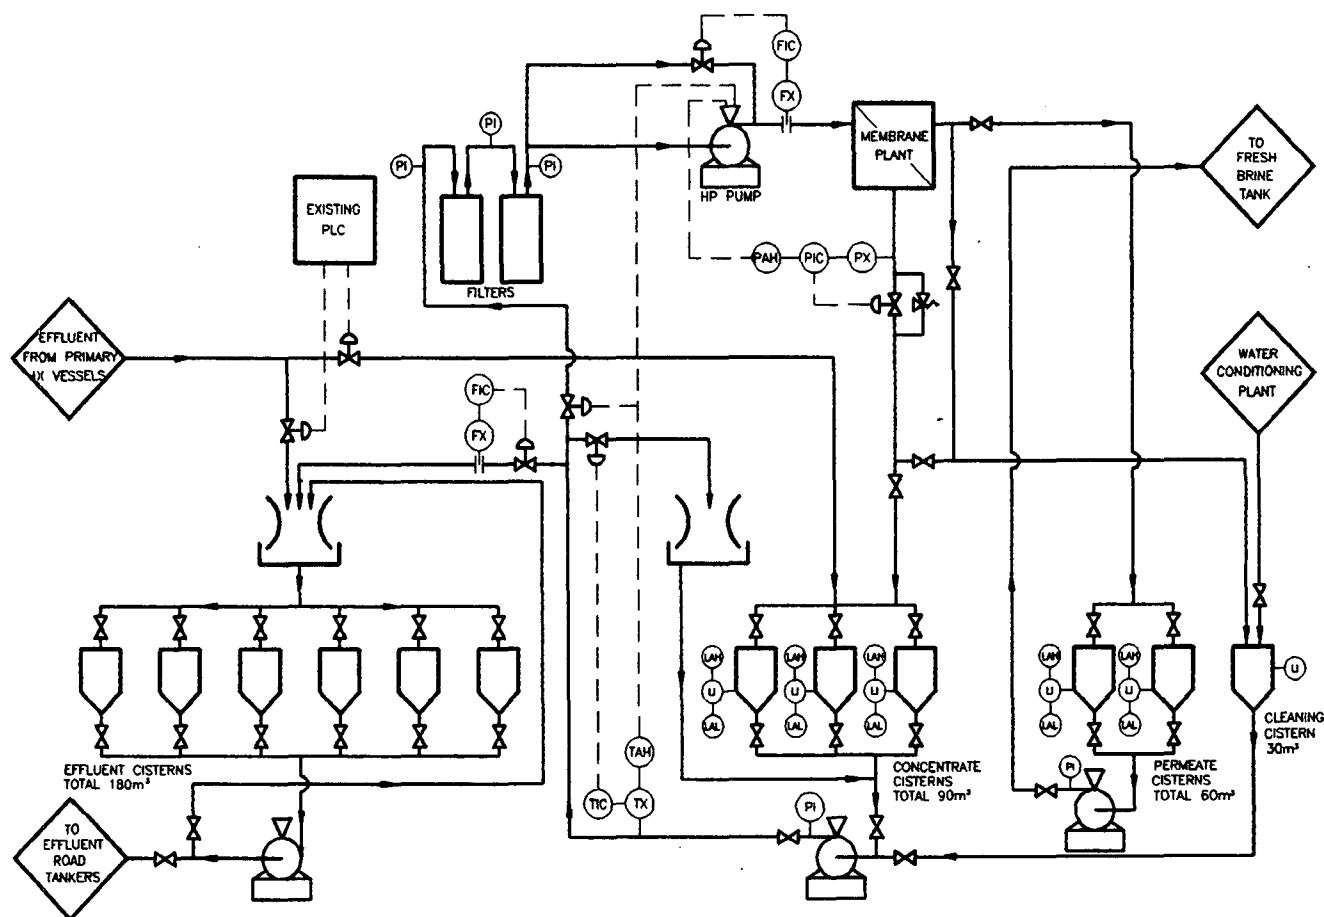 FIC
FX
PI
PI
PI
MEMBRANE
PLANT
TO
FRESH
BRINE
TANK
HP PUMP
EXISTING
PLC
PAH
PIC
PX
FILTERS
EFFLUENT
FROM PRIMARY
IX VESSELS
WATER
CONDITIONING
PLANT
FIC
FX
LAH
LAH
LAH
LI
LI
LI
LAL
LAL
LAL
LAH
LAH
LI
LI
LAL
LAL
LI
CLEANING
CISTERN
30m³
EFFLUENT CISTERNS
TOTAL 180m³
TAH
TIC
TX
CONCENTRATE
CISTERNS
TOTAL 90m³
PERMEATE
CISTERNS
TOTAL 60m³
PI
PI
TO
EFFLUENT
ROAD
TANKERS